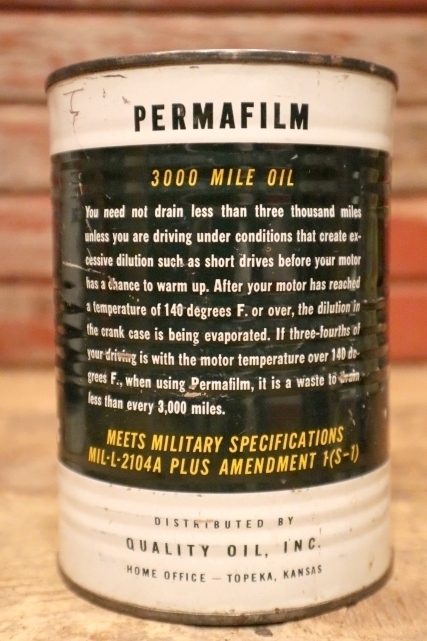 PERMAFILM
3000 MILE OIL
You need not drain less than three thousand miles
unless you are driving under conditions that create ex-
cessive dilution such as short drives before your motor
has a chance to warm up. After your motor has reached
a temperature of 140 degrees F. or over, the dilution in
the crank case is being evaporated. If three-fourths of
your driving is with the motor temperature over 140 de-
grees F., when using Permafilm, it is a waste to drain
less than every 3,000 miles.
MEETS MILITARY SPECIFICATIONS
MIL-L-2104A PLUS AMENDMENT 1-(S-1)
DISTRIBUTED BY
QUALITY OIL, INC.
HOME OFFICE — TOPEKA, KANSAS